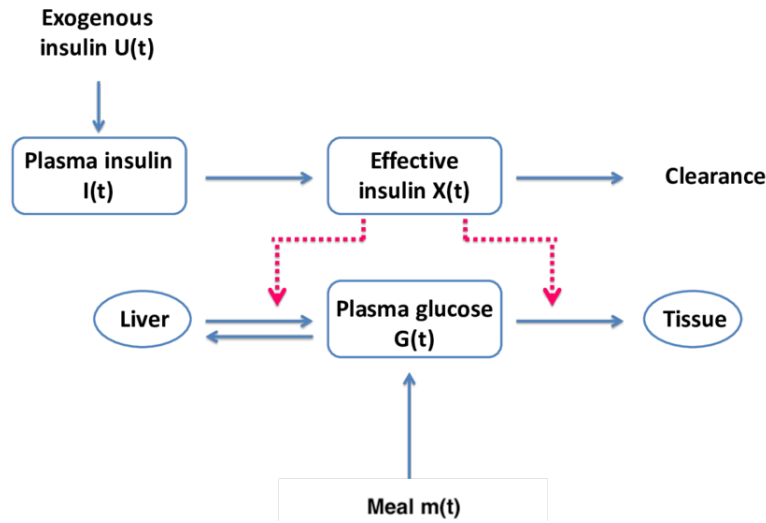 Exogenous
insulin U(t)
Plasma insulin
I(t)
Effective
insulin X(t)
Clearance
Liver
Plasma glucose
G(t)
Tissue
Meal m(t)